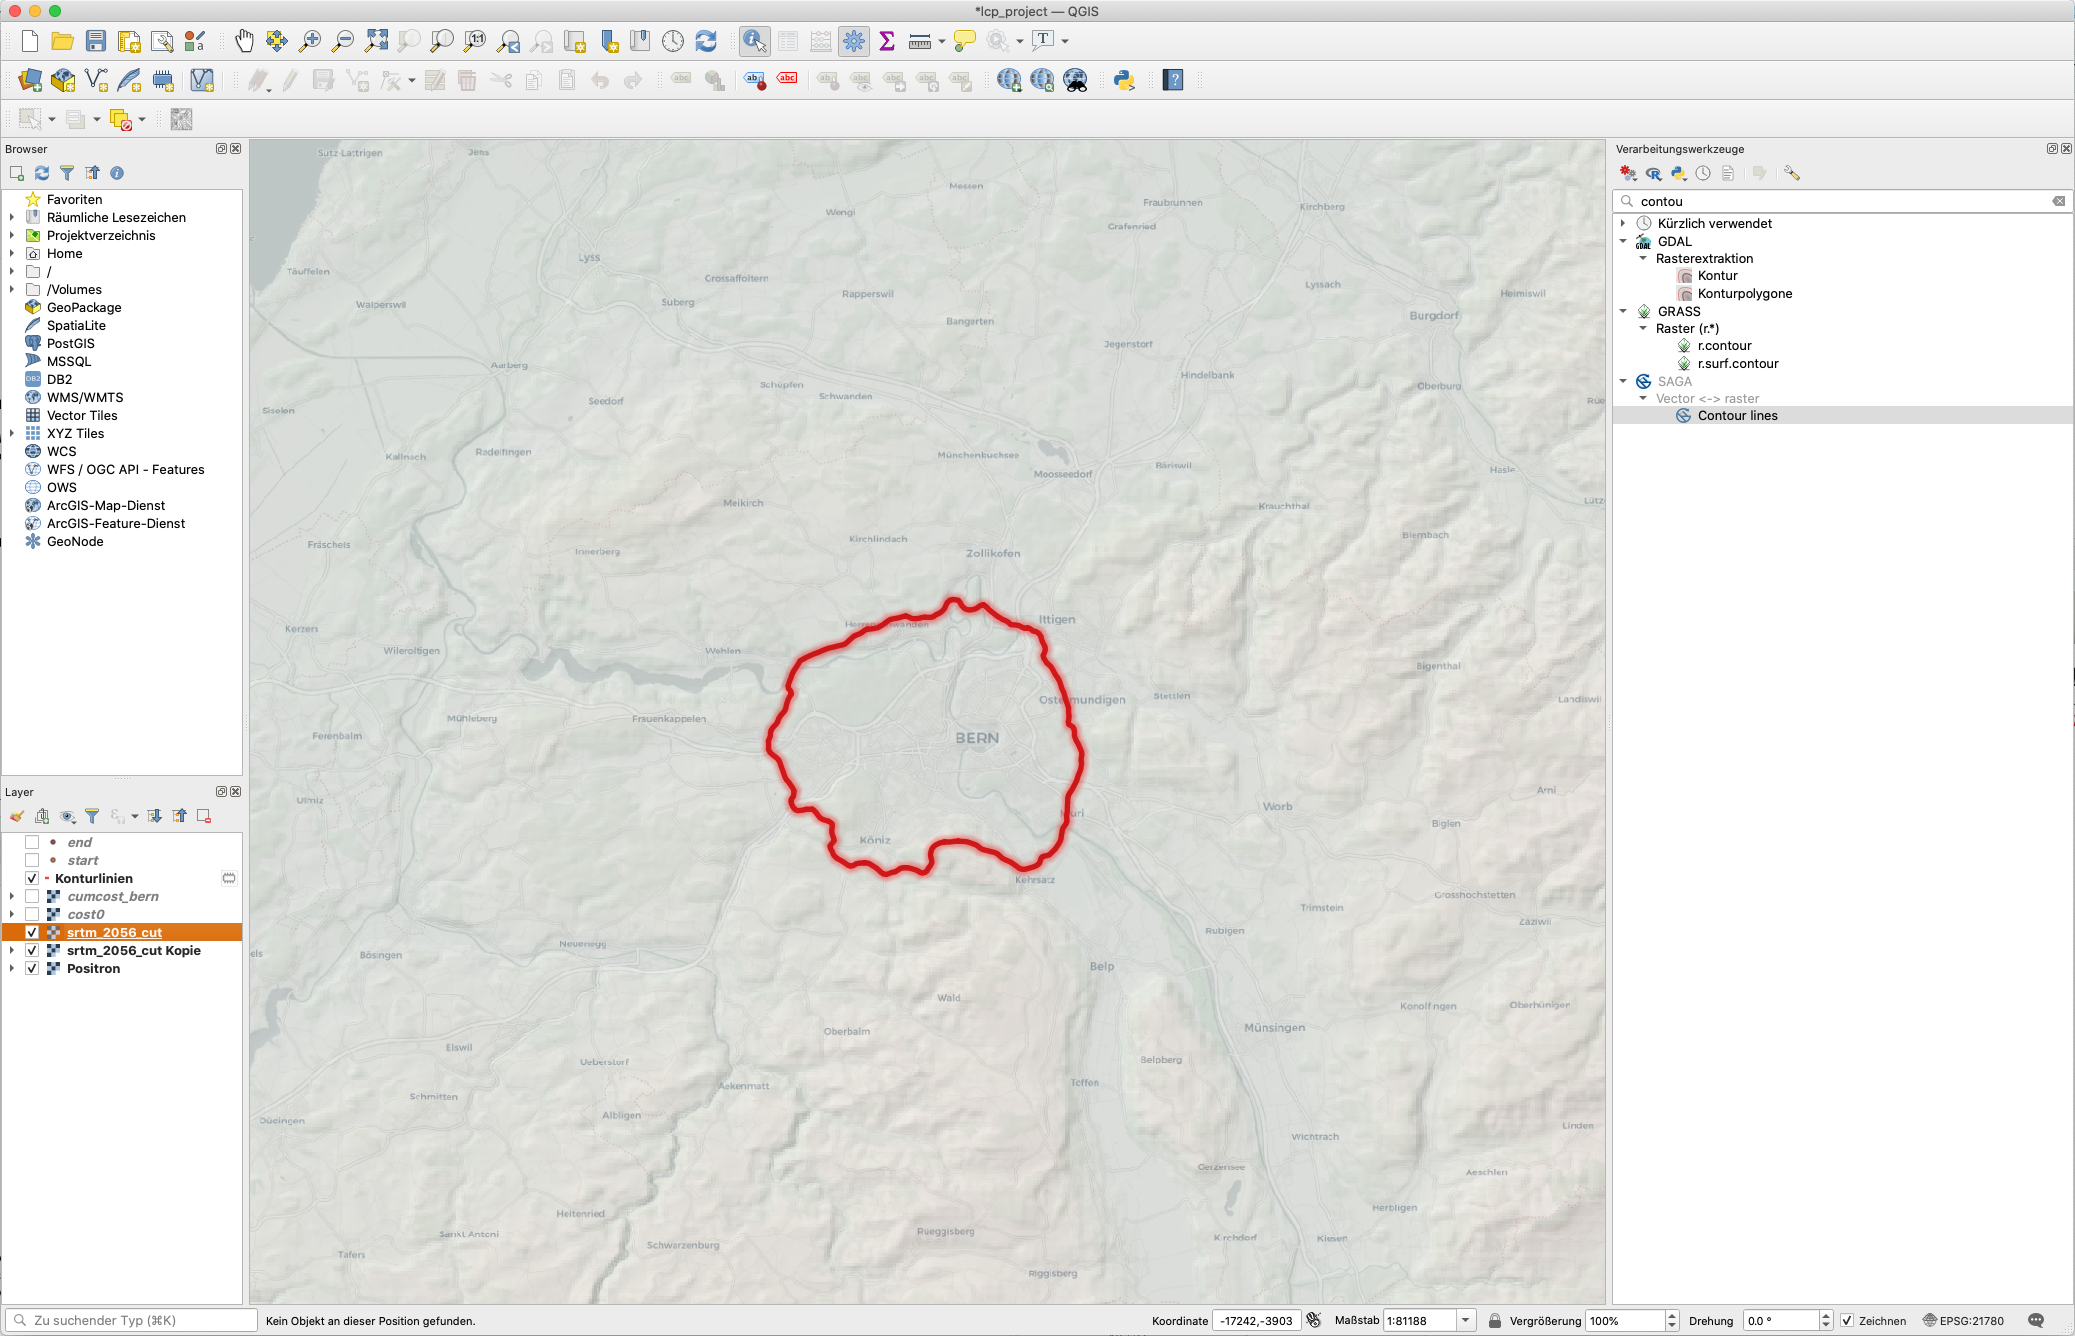 *lcp_project — QGIS
Browser
Favoriten
Räumliche Lesezeichen
Projektverzeichnis
Home
/
/Volumes
GeoPackage
SpatiaLite
PostGIS
MSSQL
DB2
WMS/WMTS
Vector Tiles
XYZ Tiles
WCS
WFS / OGC API - Features
OWS
ArcGIS-Map-Dienst
ArcGIS-Feature-Dienst
GeoNode
Layer
end
start
Konturlinien
cumcost_bern
cost0
srtm_2056_cut
srtm_2056_cut Kopie
Positron
Sutz-Lattrigen
Jens
Messen
Wengi
Fraubrunnen
Kirchberg
Grafenried
Lyss
Täuffelen
Crossaffoltern
Lyssach
Walperswil
Suberg
Rapperswil
Heimiswil
Bangerten
Burgdorf
Jegenstorf
Aarberg
Hindelbank
Schüpfen
Oberburg
Schwanden
Seedorf
Siselen
Rüe
Radelfingen
Kallnach
Münchenbuchsee
Bäriswil
Moosseedorf
Hasle
Meikirch
Krauchthal
Lütz
Biembach
Kirchlindach
Fräschels
Innerberg
Zollikofen
Ittigen
Kerzers
Wileroltigen
Wohlen
Bigenthal
Ostermundigen
Stettlen
Landiswil
Mühleberg
Frauenkappelen
Ferenbalm
BERN
Ulmiz
Worb
Arni
Muri
Biglen
Köniz
Kehrsatz
Grosshöchstetten
Trimstein
Zäziwil
Rubigen
Neuenegg
Bösingen
els
Belp
Wald
Konolfingen
Oberhünigen
Oberbalm
Münsingen
Elswil
Ueberstorf
Belpberg
Aekenmatt
Toffen
Schmitten
Albligen
Düdingen
Linden
Wichtrach
Gerzensee
Aeschlen
Herbligen
Heitenried
Sankt Antoni
Rüeggisberg
Kirchdorf
Kiesen
Schwarzenburg
Tafers
Riggisberg
Verarbeitungswerkzeuge
contou
Kürzlich verwendet
GDAL
Rasterextraktion
Kontur
Konturpolygone
GRASS
Raster (r.*)
r.contour
r.surf.contour
SAGA
Vector <-> raster
Contour lines
Zu suchender Typ (⌘K)
Kein Objekt an dieser Position gefunden.
Koordinate -17242,-3903
Maßstab 1:81188
Vergrößerung 100%
Drehung 0.0 °
Zeichnen
EPSG:21780